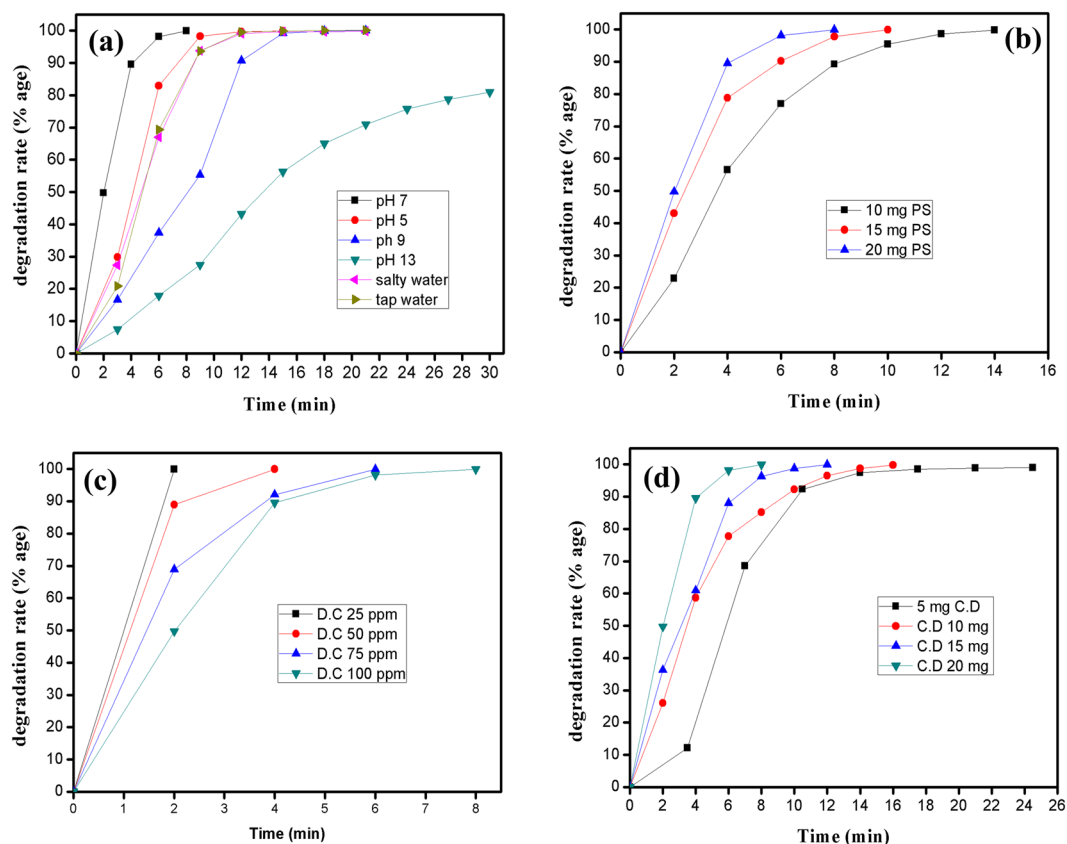 (a)
degradation rate (% age)
100
90
80
70
60
50
40
30
20
10
0
0 2 4 6 8 10 12 14 16 18 20 22 24 26 28 30
Time (min)
pH 7
pH 5
ph 9
pH 13
salty water
tap water
(b)
degradation rate (% age)
100
90
80
70
60
50
40
30
20
10
0
0 2 4 6 8 10 12 14 16
Time (min)
10 mg PS
15 mg PS
20 mg PS
(c)
degradation rate (% age)
100
90
80
70
60
50
40
30
20
10
0
0 1 2 3 4 5 6 7 8
Time (min)
D.C 25 ppm
D.C 50 ppm
D.C 75 ppm
D.C 100 ppm
(d)
degradation rate (% age)
100
90
80
70
60
50
40
30
20
10
0
0 2 4 6 8 10 12 14 16 18 20 22 24 26
Time (min)
5 mg C.D
C.D 10 mg
C.D 15 mg
C.D 20 mg